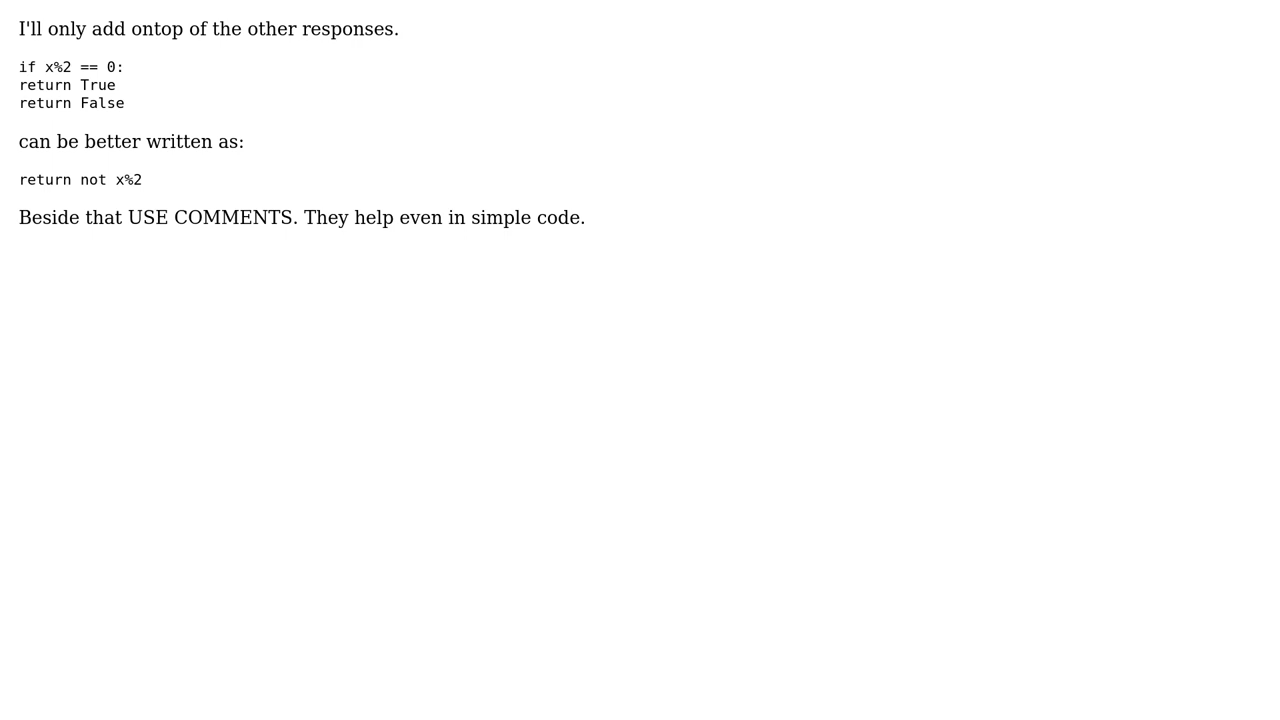 I'll only add ontop of the other responses.
if x%2 == 0:
return True
return False
can be better written as:
return not x%2
Beside that USE COMMENTS. They help even in simple code.